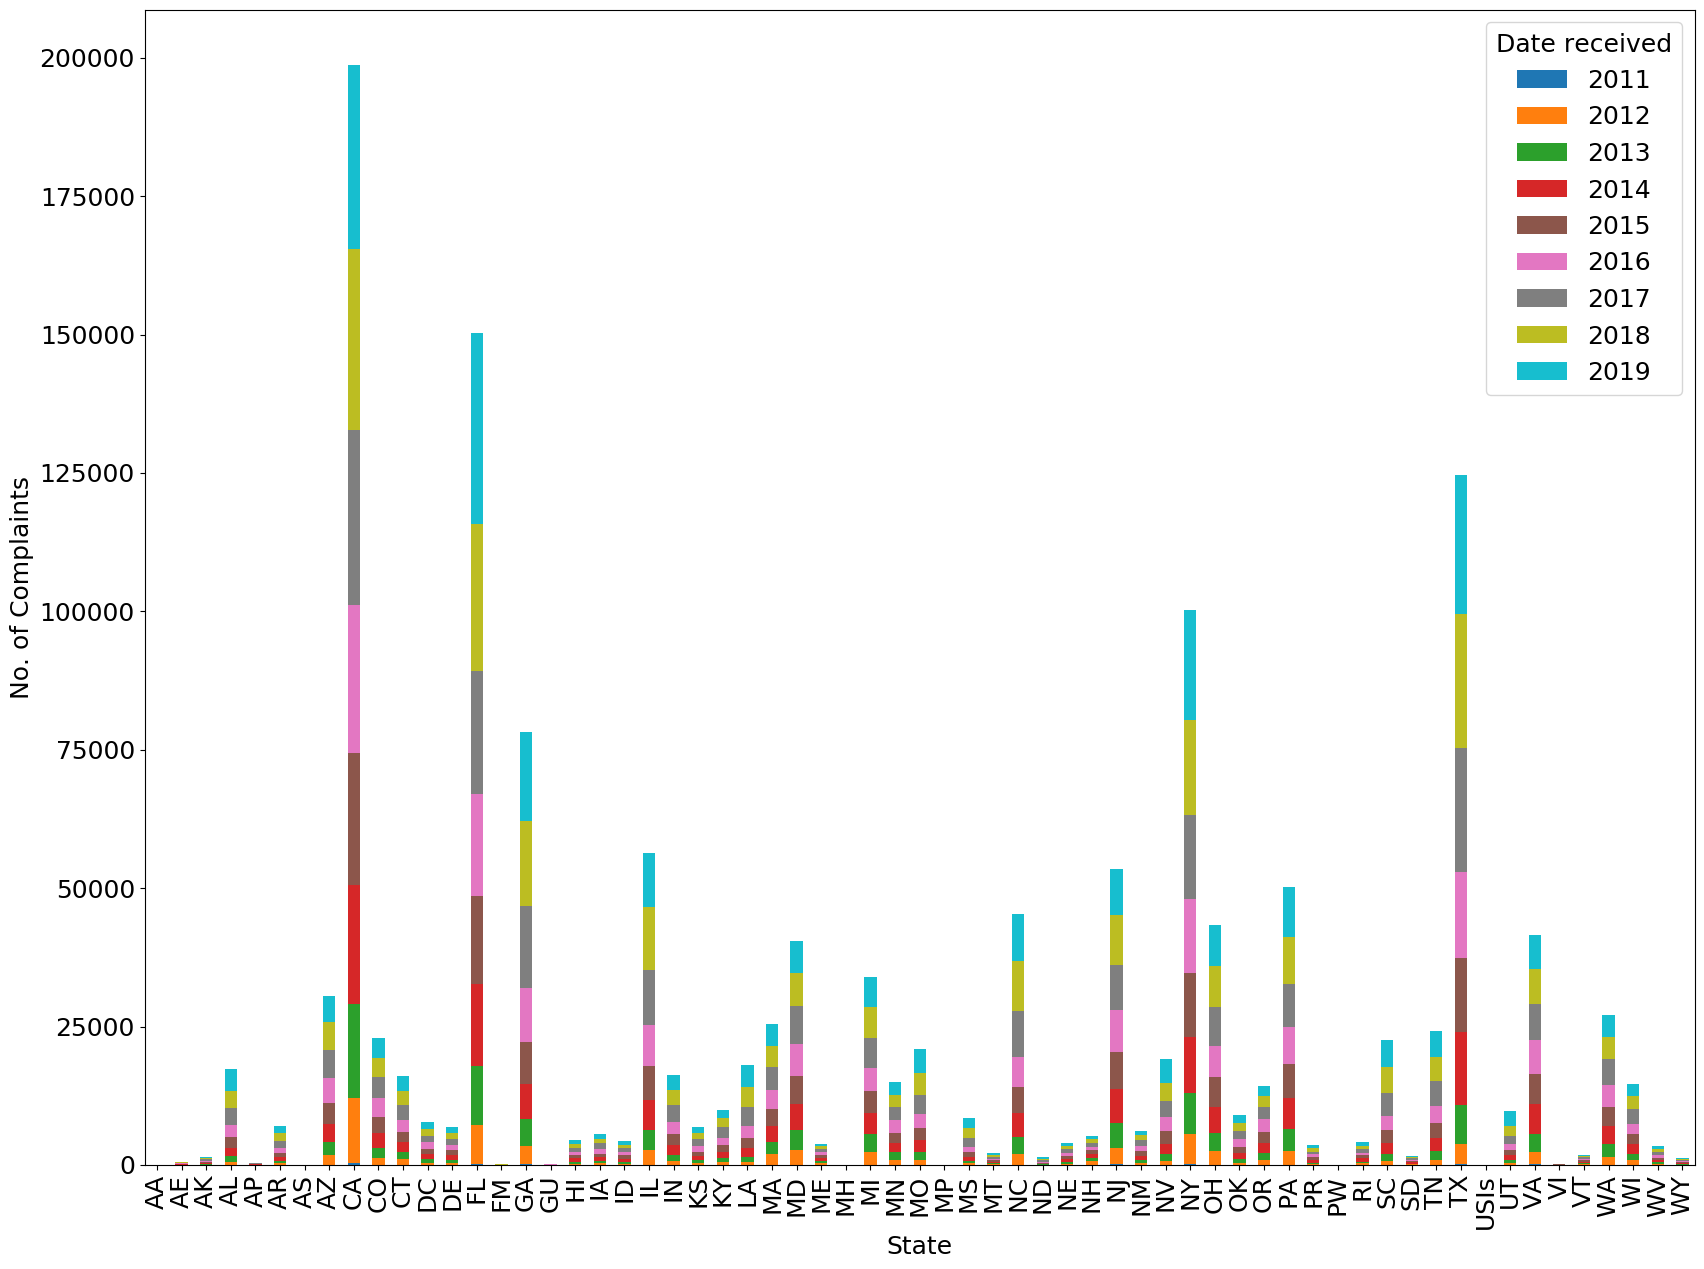 Date received
2011
2012
2013
2014
2015
2016
2017
2018
2019
200000
175000
150000
125000
100000
75000
50000
25000
0
No. of Complaints
AA
AE
AK
AL
AP
AR
AS
AZ
CA
CO
CT
DC
DE
FL
FM
GA
GU
HI
IA
ID
IL
IN
KS
KY
LA
MA
MD
ME
MH
MI
MN
MO
MP
MS
MT
NC
ND
NE
NH
NJ
NM
NV
NY
OH
OK
OR
PA
PR
PW
RI
SC
SD
TN
TX
USIs
UT
VA
VI
VT
WA
WI
WV
WY
State